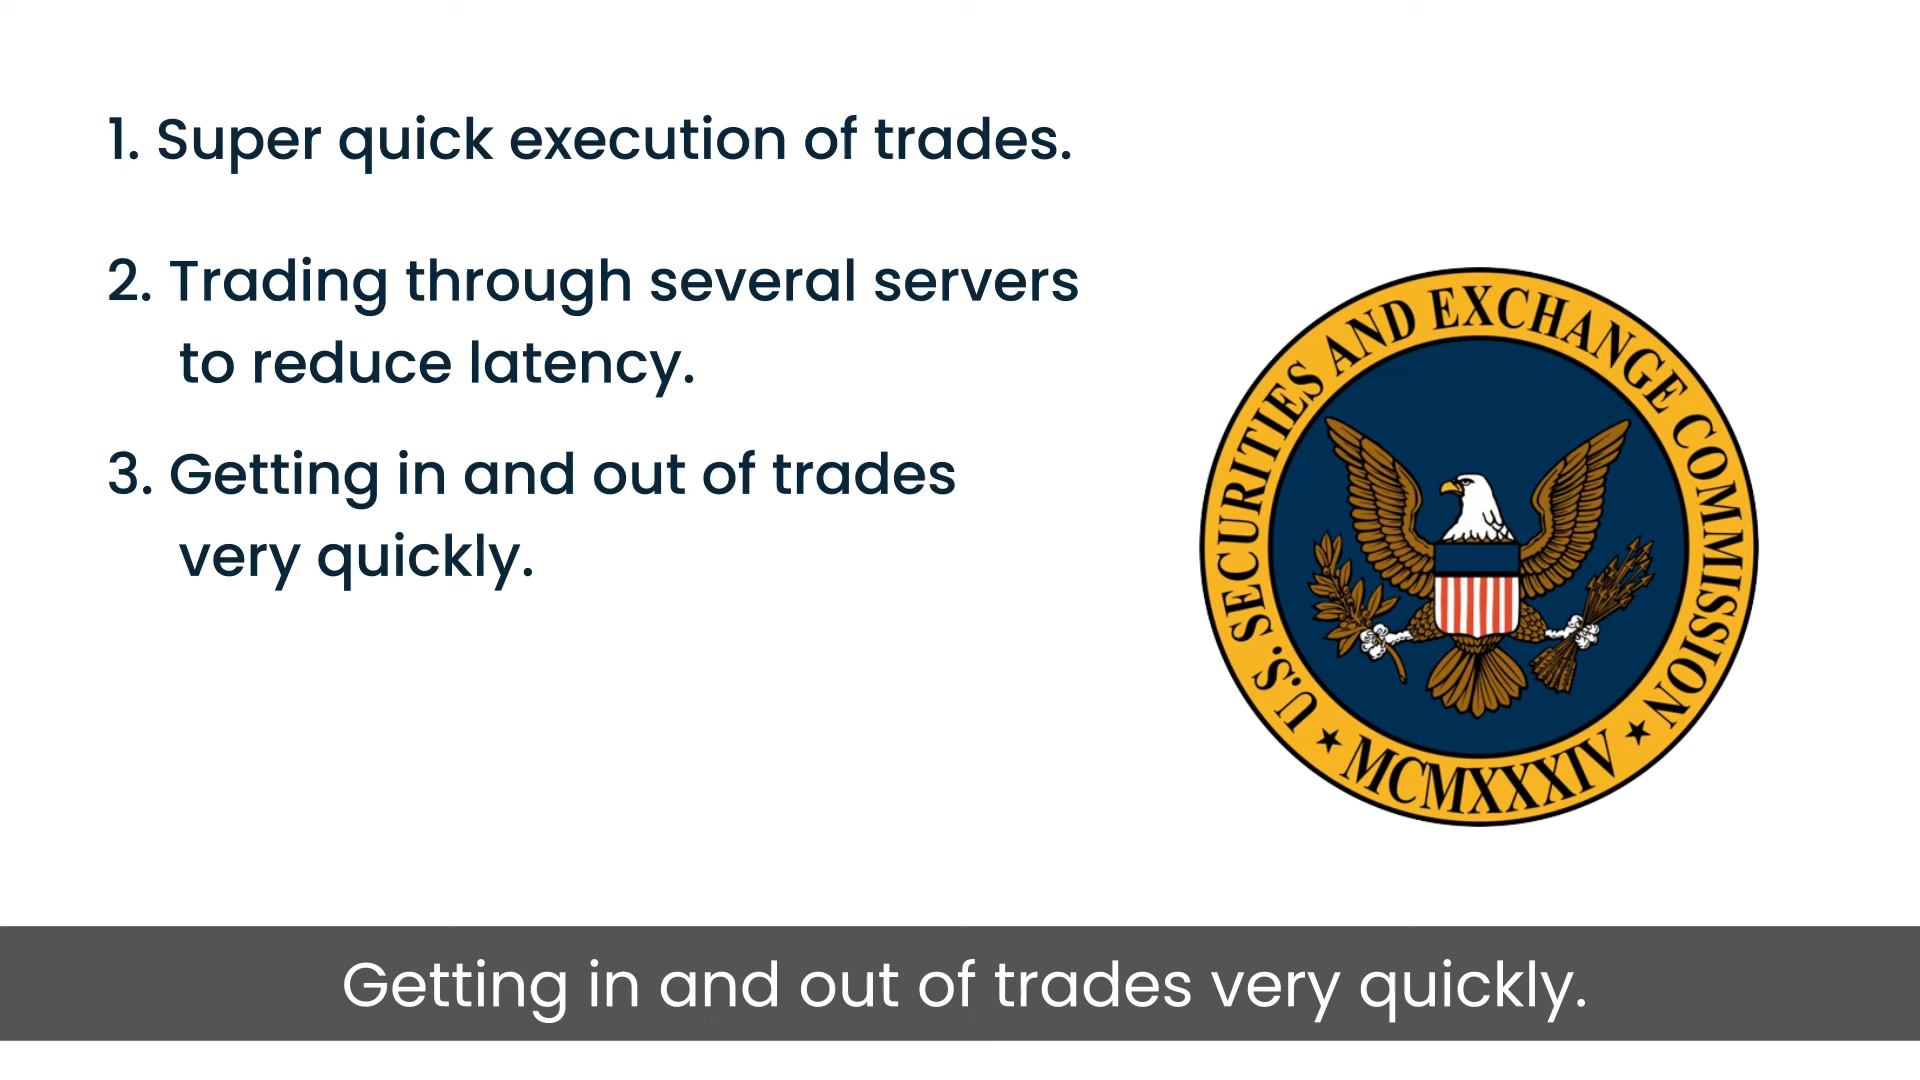 1. Super quick execution of trades.
2. Trading through several servers
to reduce latency.
3. Getting in and out of trades
very quickly.
U.S. SECURITIES AND EXCHANGE COMMISSION
★ MCMXXXIV ★
Getting in and out of trades very quickly.